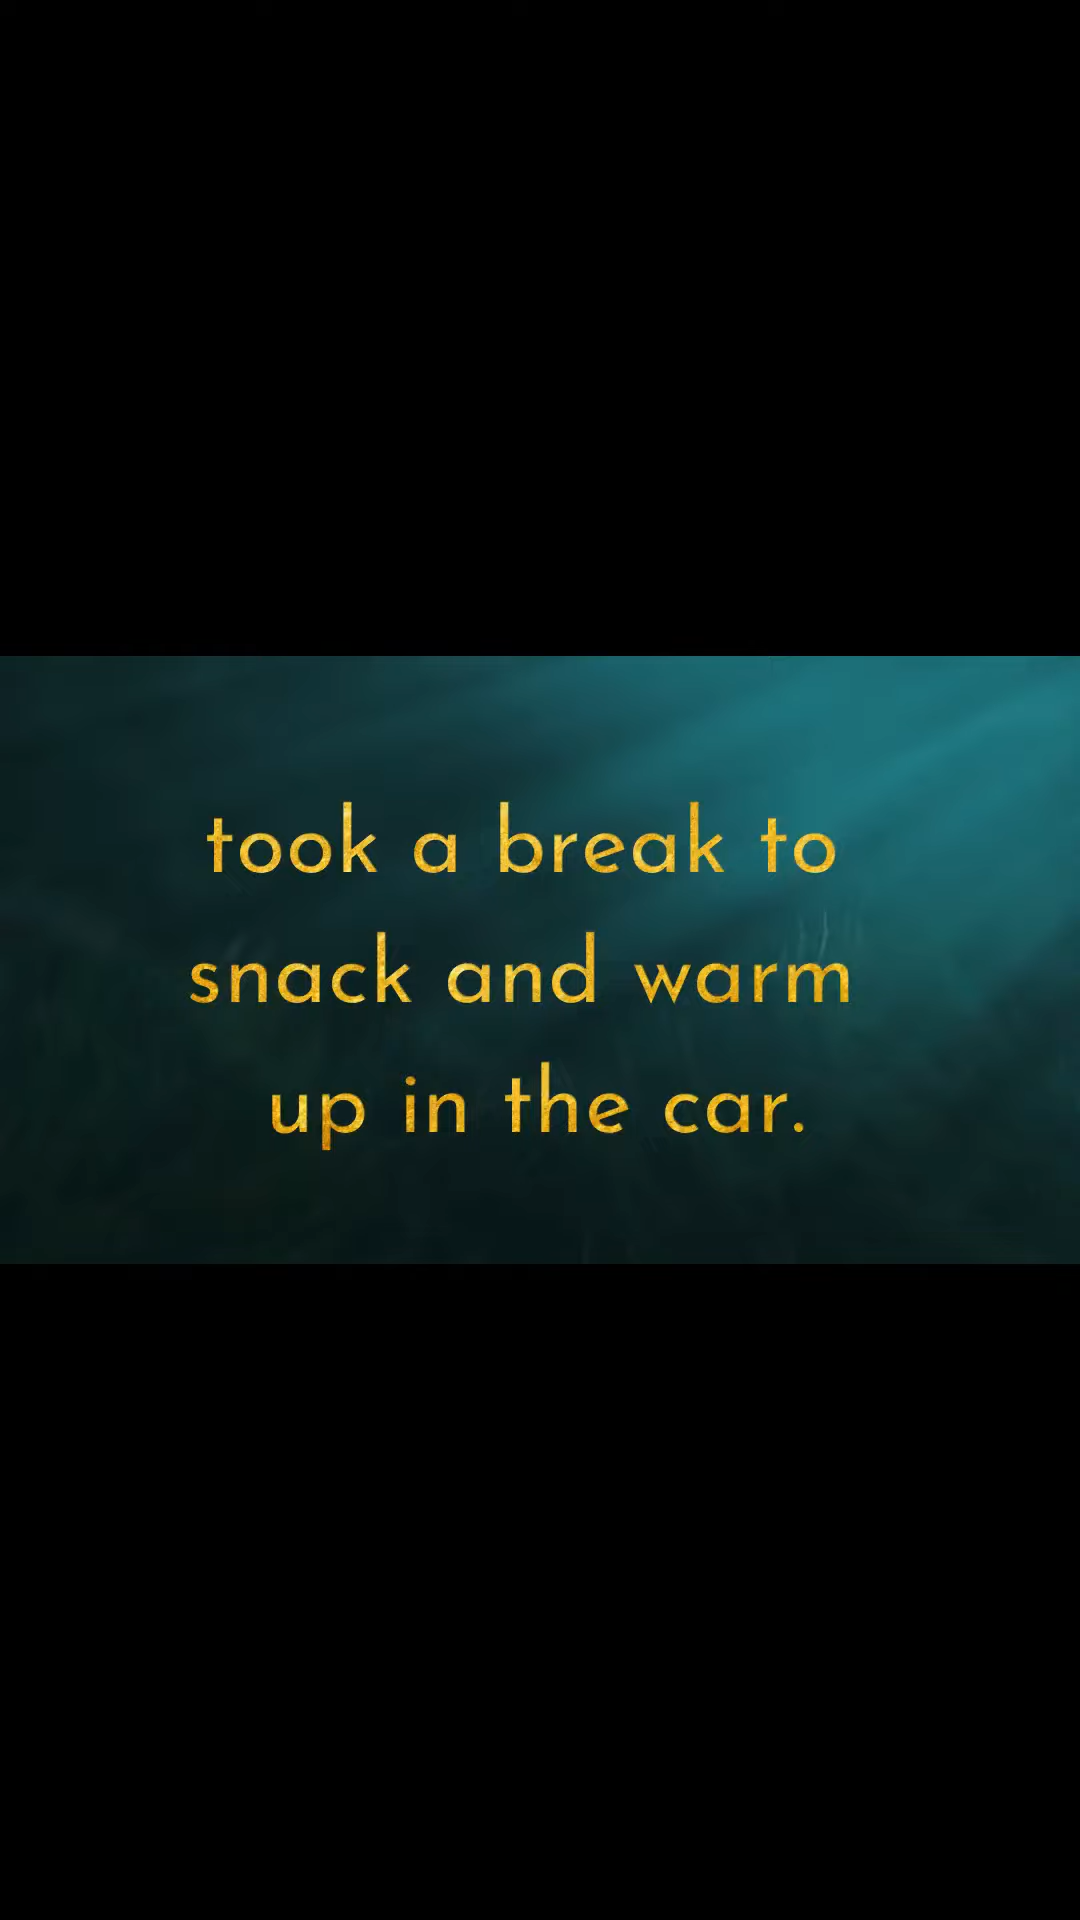 took a break to
snack and warm
up in the car.